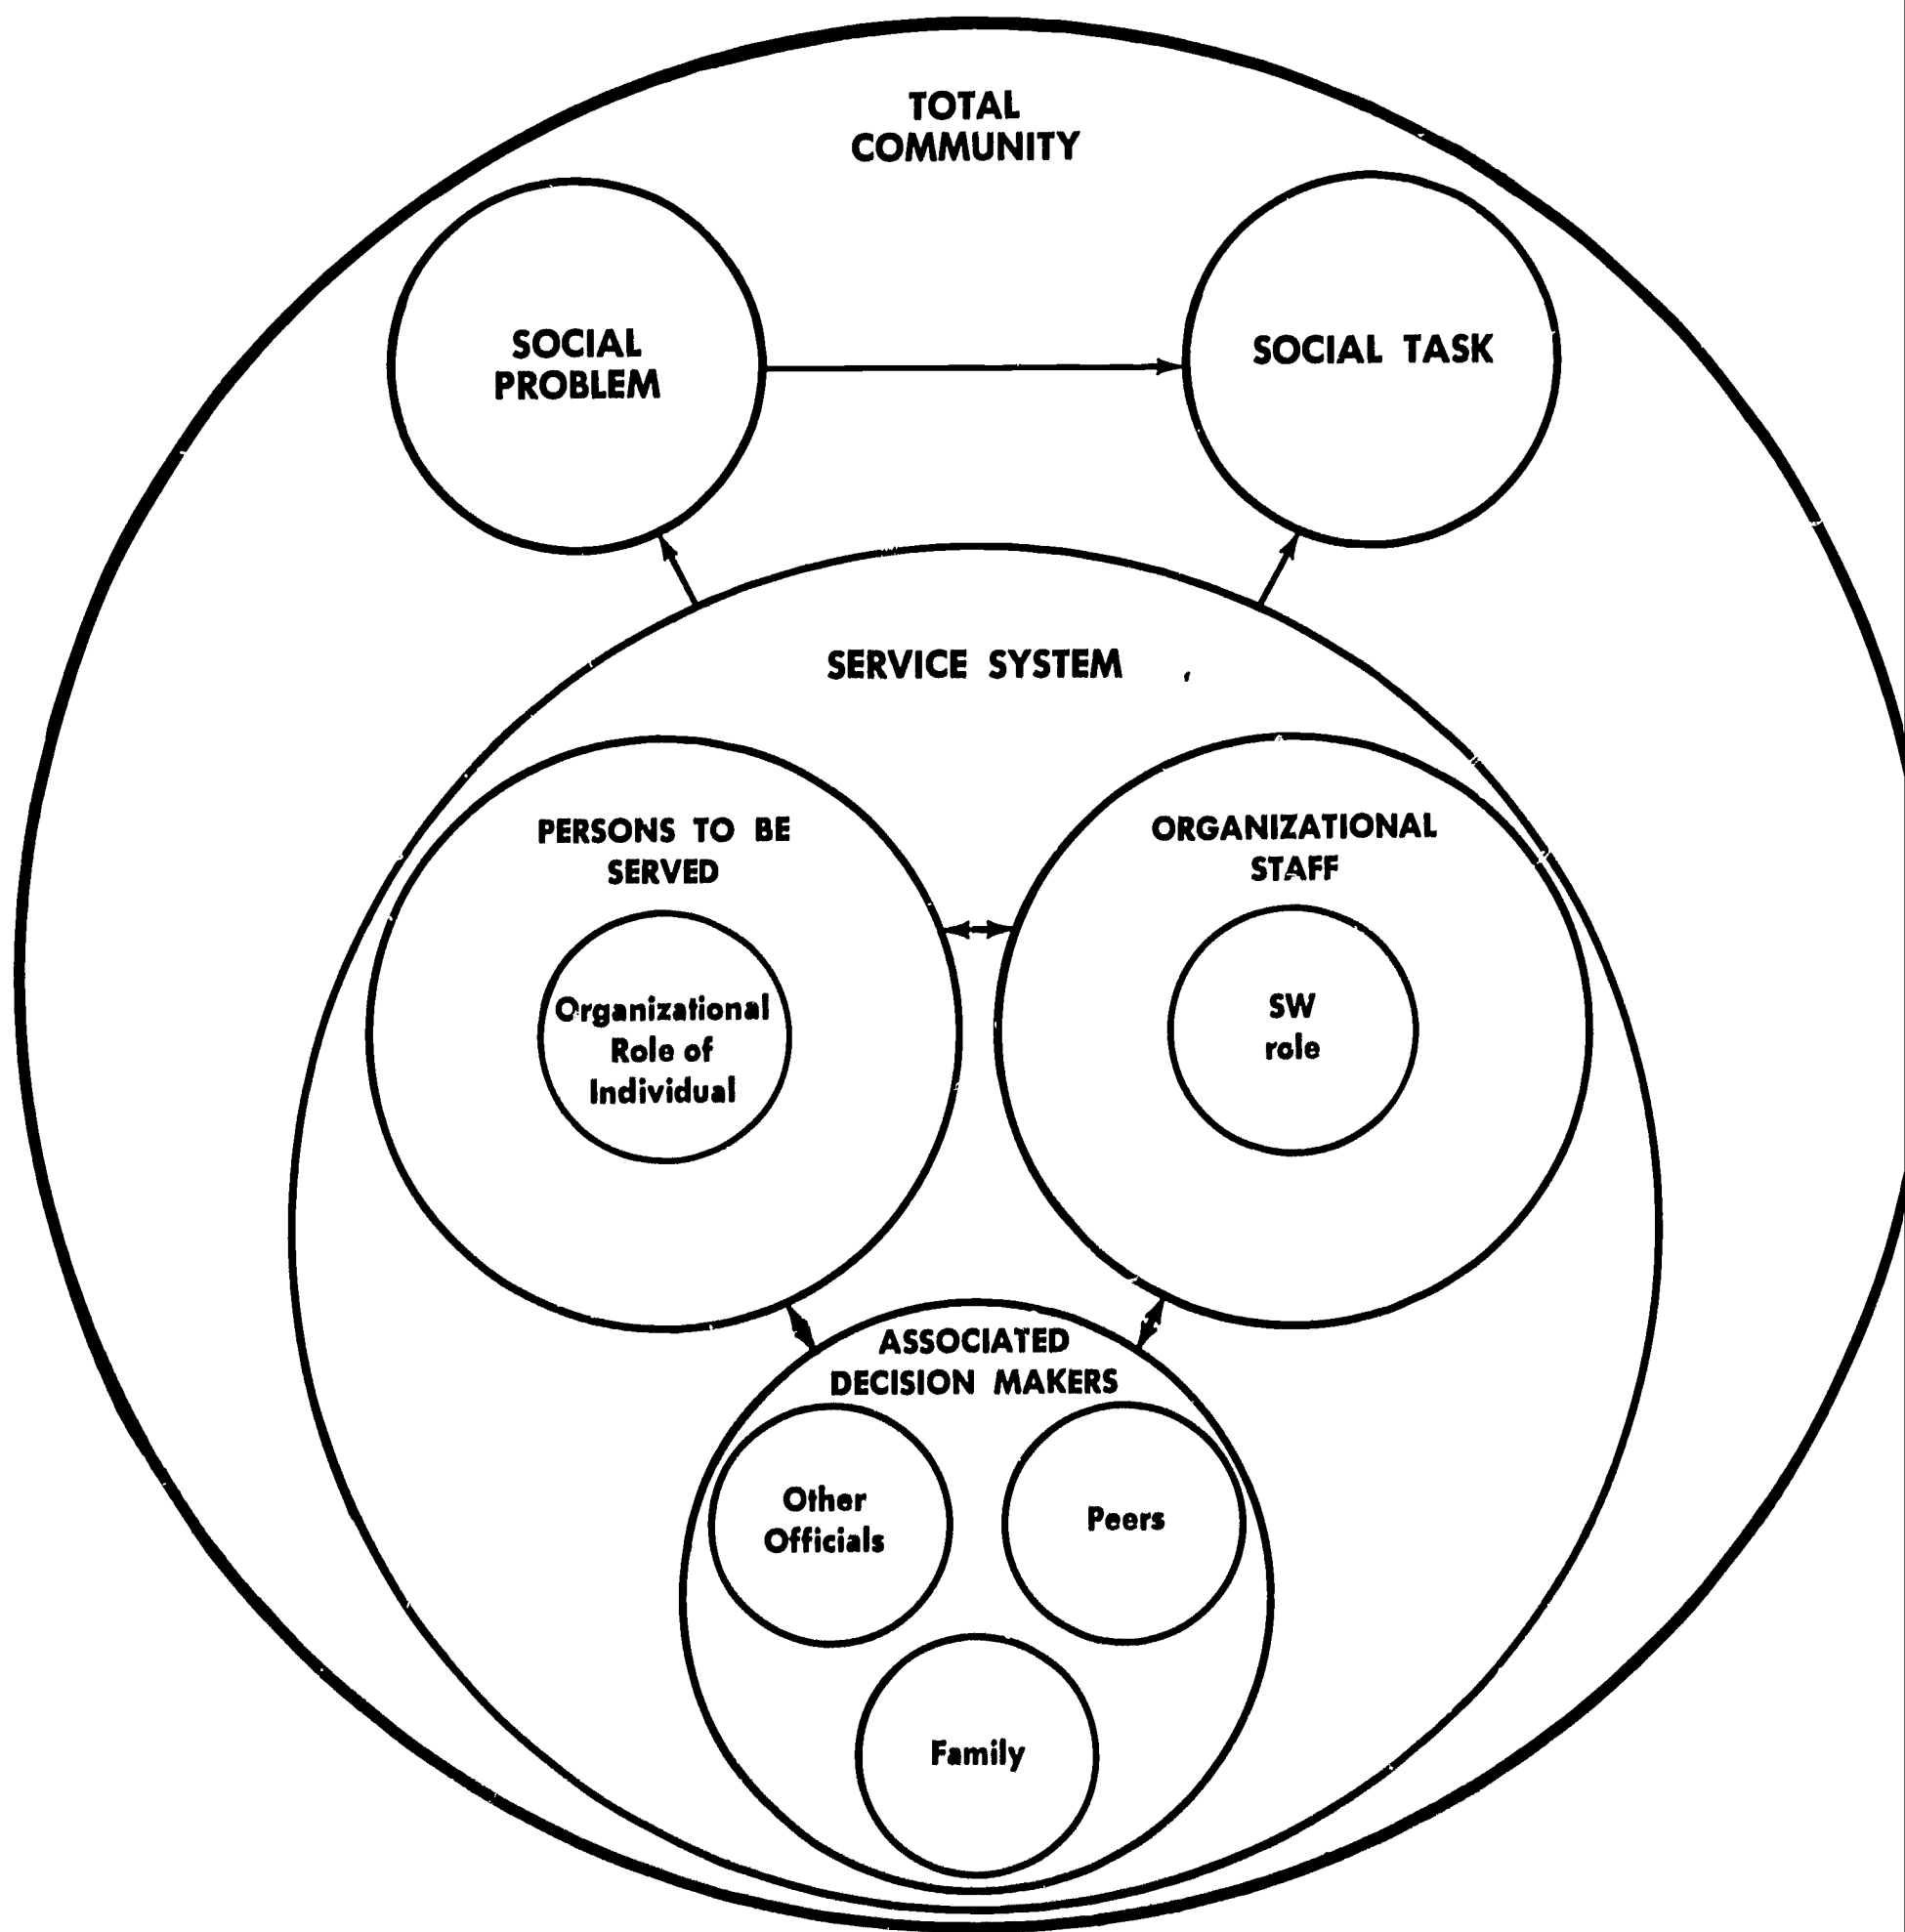 TOTAL
COMMUNITY
SOCIAL
PROBLEM
SOCIAL TASK
SERVICE SYSTEM
PERSONS TO BE
SERVED
ORGANIZATIONAL
STAFF
Organizational
Role of
Individual
SW
role
ASSOCIATED
DECISION MAKERS
Other
Officials
Peers
Family